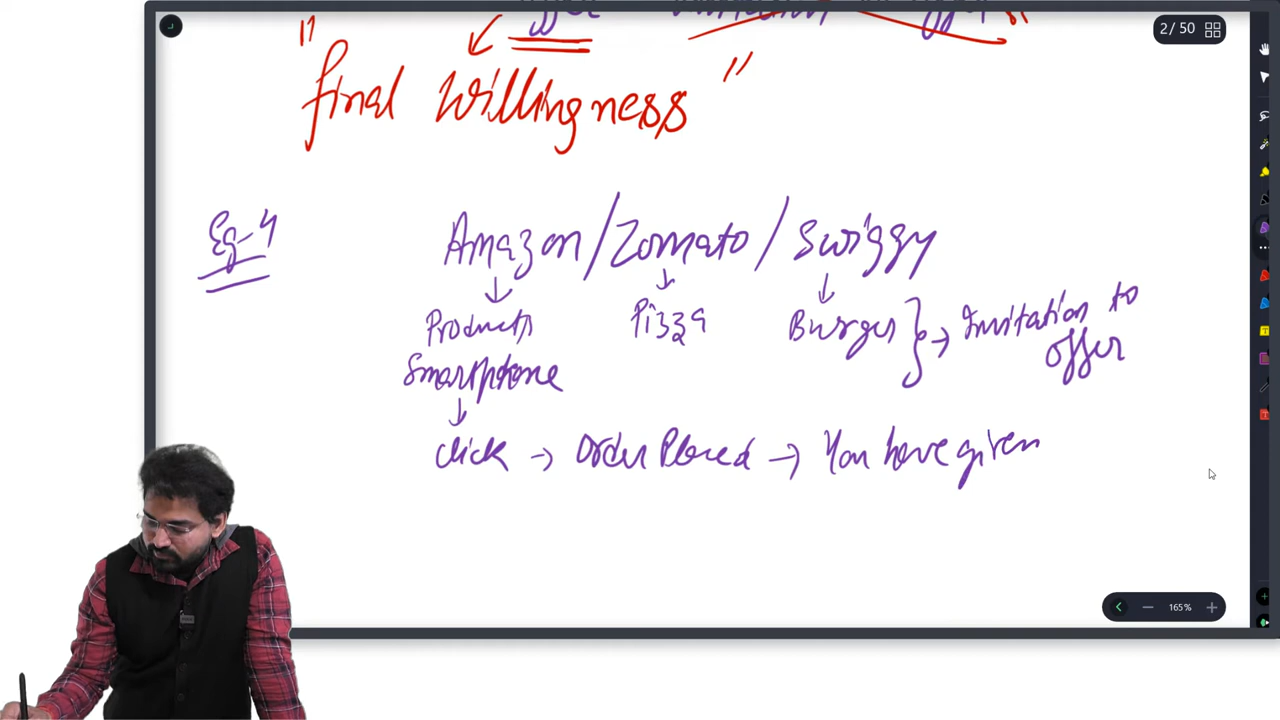 2/ 50
" final Willingness "
Eg-4
Amazon/Zomato/Swiggy
Products Pizza Burger } → Invitation to
Smartphone offer
click → Order Placed → You have given
165%